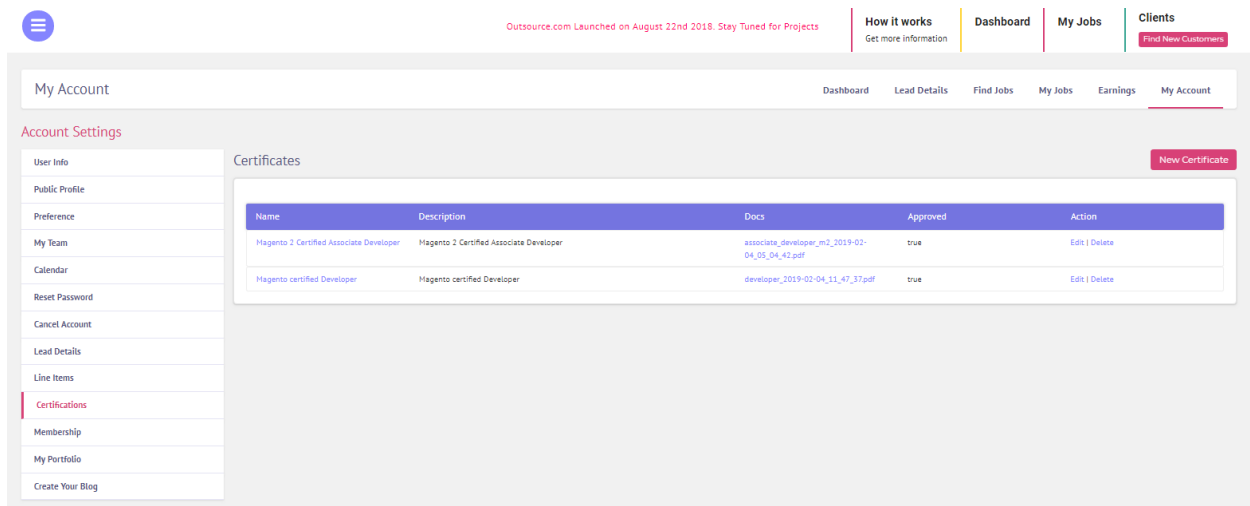 Outsource.com Launched on August 22nd 2018. Stay Tuned for Projects
How it works
Get more information
Dashboard
My Jobs
Clients
Find New Customers
My Account
Dashboard Lead Details Find Jobs My Jobs Earnings My Account
Account Settings
User Info
Public Profile
Preference
My Team
Calendar
Reset Password
Cancel Account
Lead Details
Line Items
Certifications
Membership
My Portfolio
Create Your Blog
Certificates
New Certificate
Name Description Docs Approved Action
Magento 2 Certified Associate Developer Magento 2 Certified Associate Developer associate_developer_m2_2019-02- true Edit | Delete
04_05_04_42.pdf
Magento certified Developer Magento certified Developer developer_2019-02-04_11_47_37.pdf true Edit | Delete